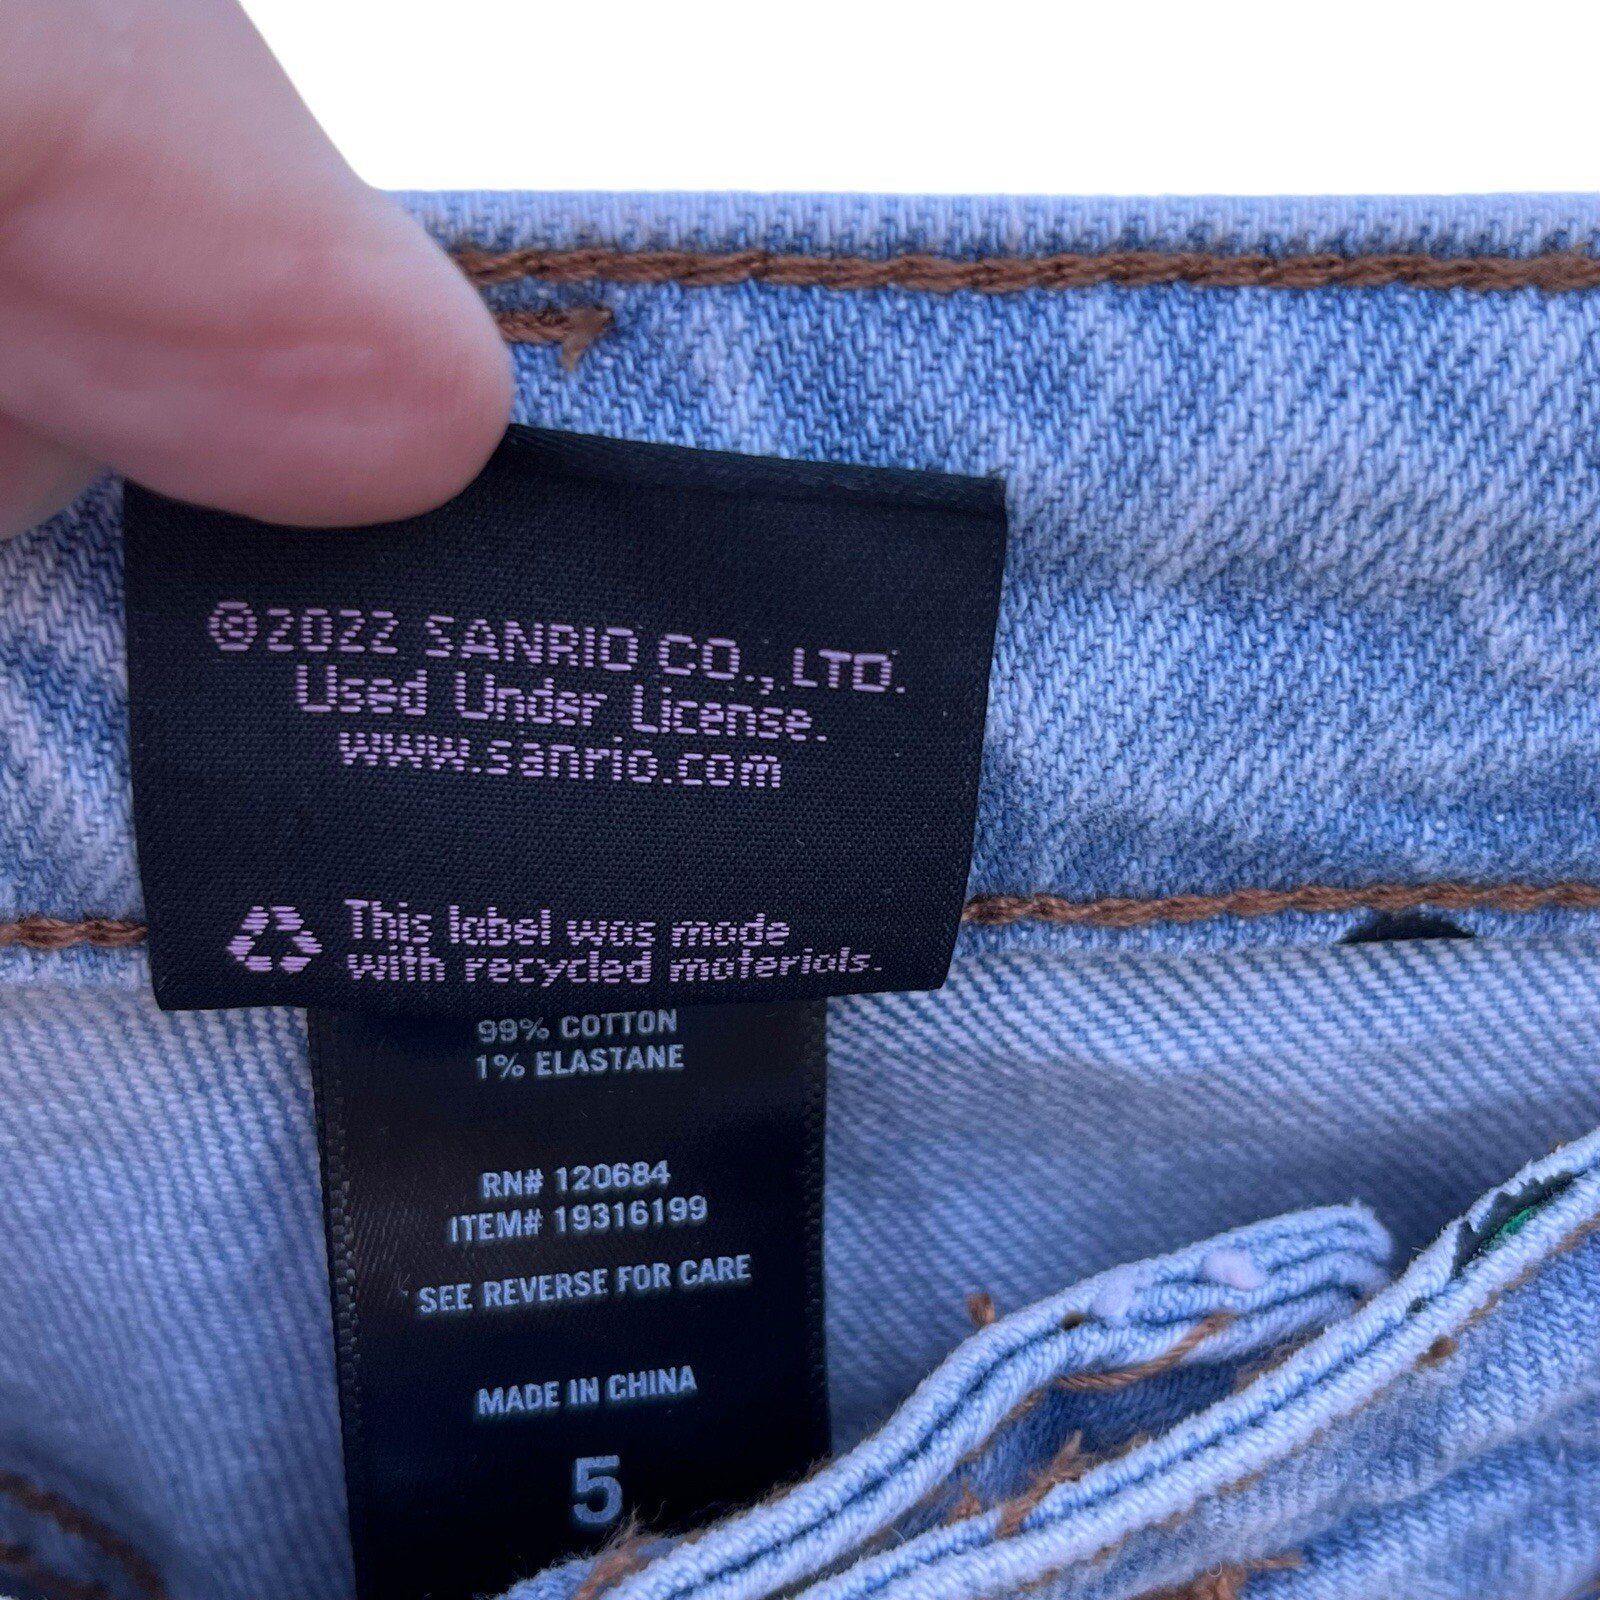 ©2022 SANRIO CO., LTD.
Used Under License.
www.sanrio.com
This label was made
with recycled materials.
99% COTTON
1% ELASTANE
RN# 120684
ITEM# 19316199
SEE REVERSE FOR CARE
MADE IN CHINA
5